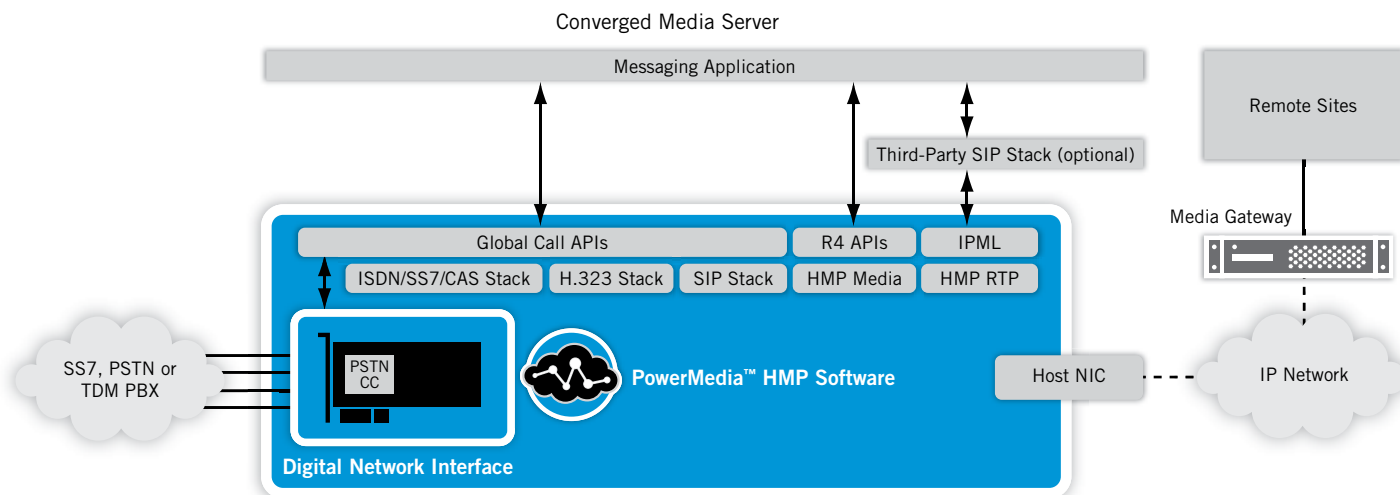 Converged Media Server
Messaging Application
Remote Sites
Third-Party SIP Stack (optional)
Media Gateway
Global Call APIs
R4 APIs
IPML
ISDN/SS7/CAS Stack
H.323 Stack
SIP Stack
HMP Media
HMP RTP
SS7, PSTN or
TDM PBX
PSTN
CC
PowerMedia™ HMP Software
Host NIC
IP Network
Digital Network Interface